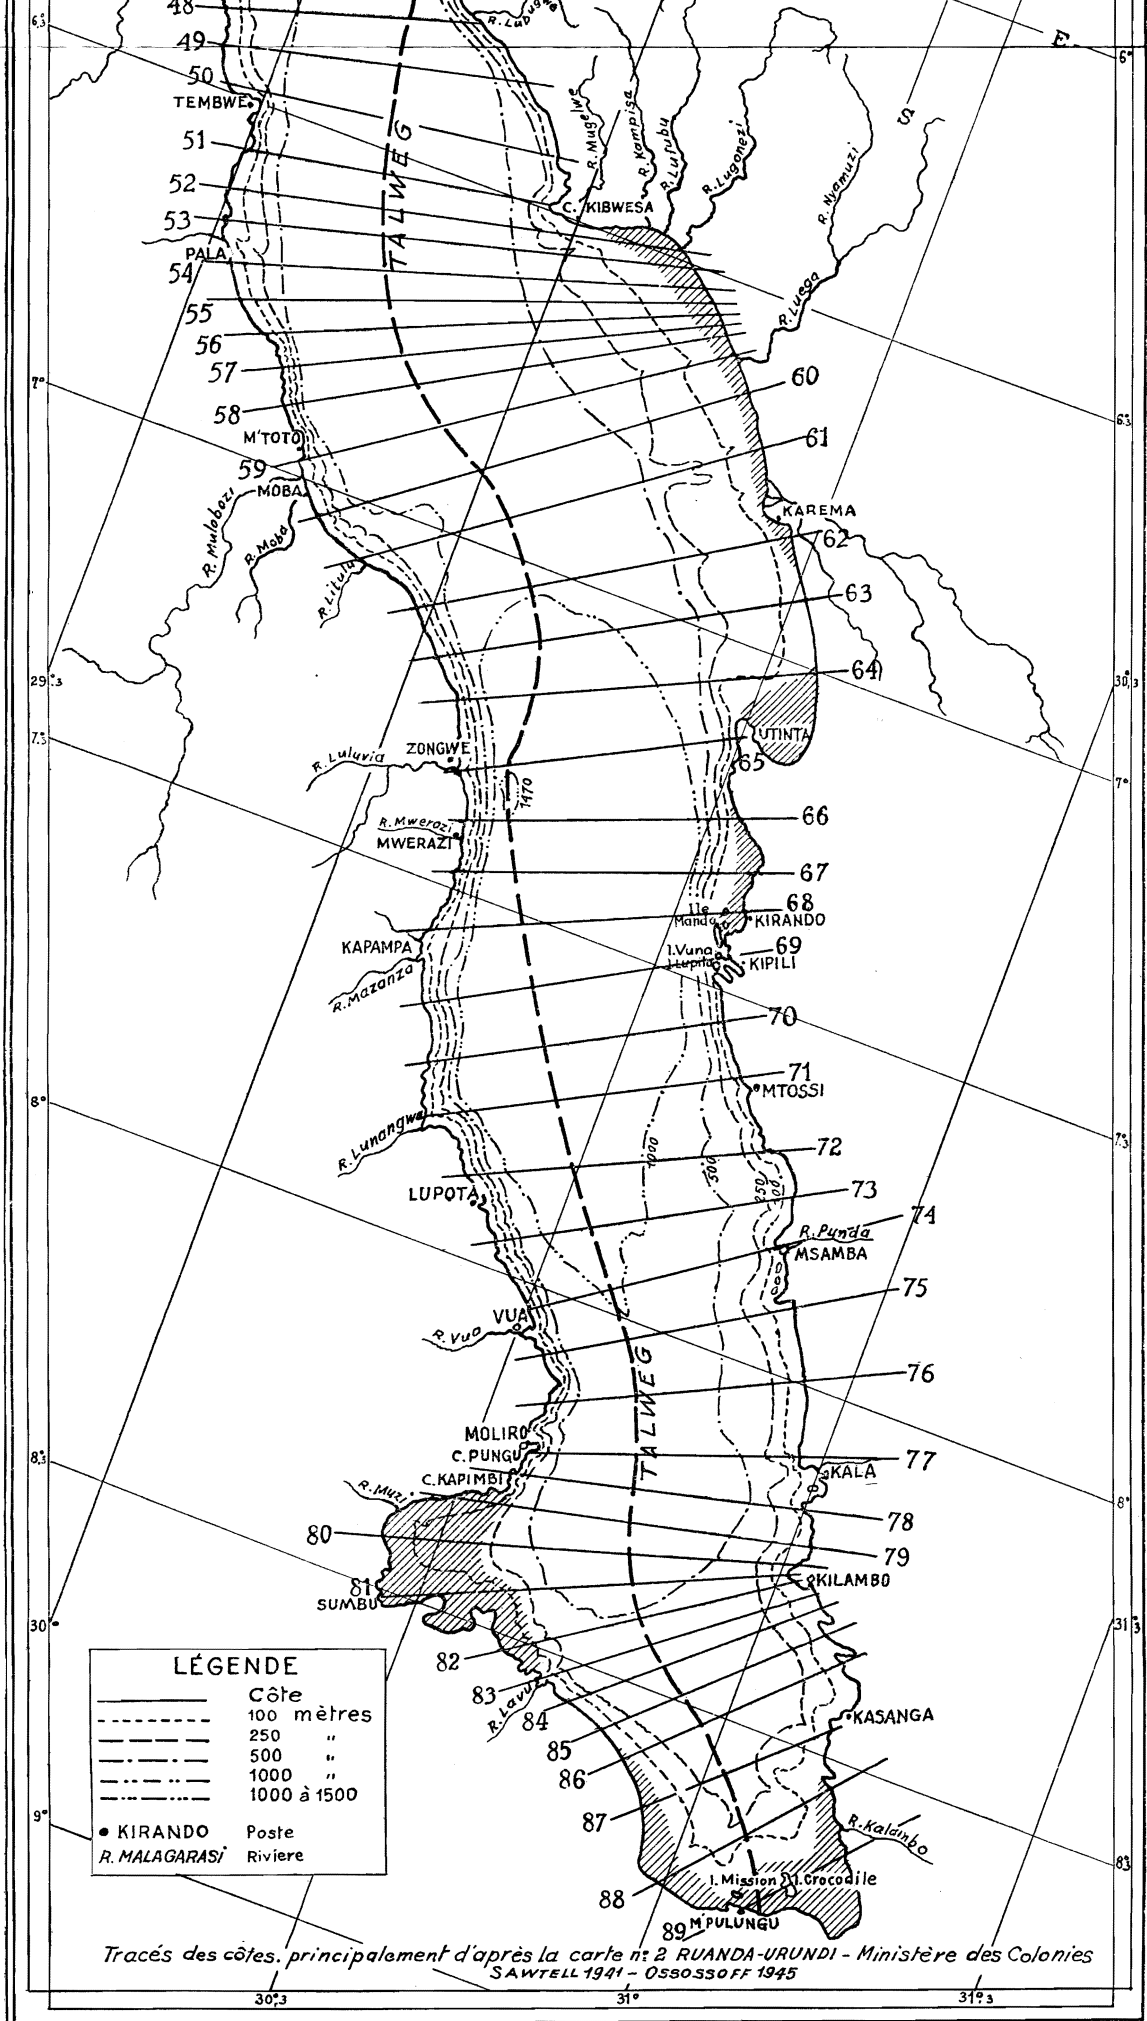 48
R. Lubugwe
49
E
6°
50
TEMBWE
R. Mugelwe
R. Kampisa
R. Lufubu
R. Lugonezi
R. Nyamuzi
S
51
TALWEG
52
C. KIBWESA
53
PALA
54
R. Luega
55
56
57
7°
60
58
M'TOTO
61
59
MOBA
R. Mulobozi
R. Moba
R. Lilulu
KAREMA
62
63
64
UTINTA
ZONGWE
R. Luluvia
65
7°
1470
66
R. Mwerazi
MWERAZI
67
68
Ile
Manda
KIRANDO
69
KAPAMPA
I. Vuna
I. Lupita
KIPILI
R. Mazanza
70
71
MTOSSI
8°
R. Lunangwa
72
1000
500
250
100
LUPOTA
73
74
R. Punda
MSAMBA
75
VUA
R. Vua
76
TALWEG
MOLIRO
C. PUNGU
77
C. KAPIMBI
KALA
R. Muzi
8°
78
80
79
81
KILAMBO
SUMBU
30°
82
83
R. Lavu
84
85
KASANGA
86
87
R. Kalambo
9°
I. Mission
I. Crocodile
88
89
M'PULUNGU
LÉGENDE
Côte
100 mètres
250 "
500 "
1000 "
1000 à 1500
KIRANDO Poste
R. MALAGARASI Riviere
Tracés des côtes, principalement d'après la carte nº 2 RUANDA-URUNDI - Ministère des Colonies
SAWTELL 1941 - OSSOSSOFF 1945
30°,3
31°
31°,3